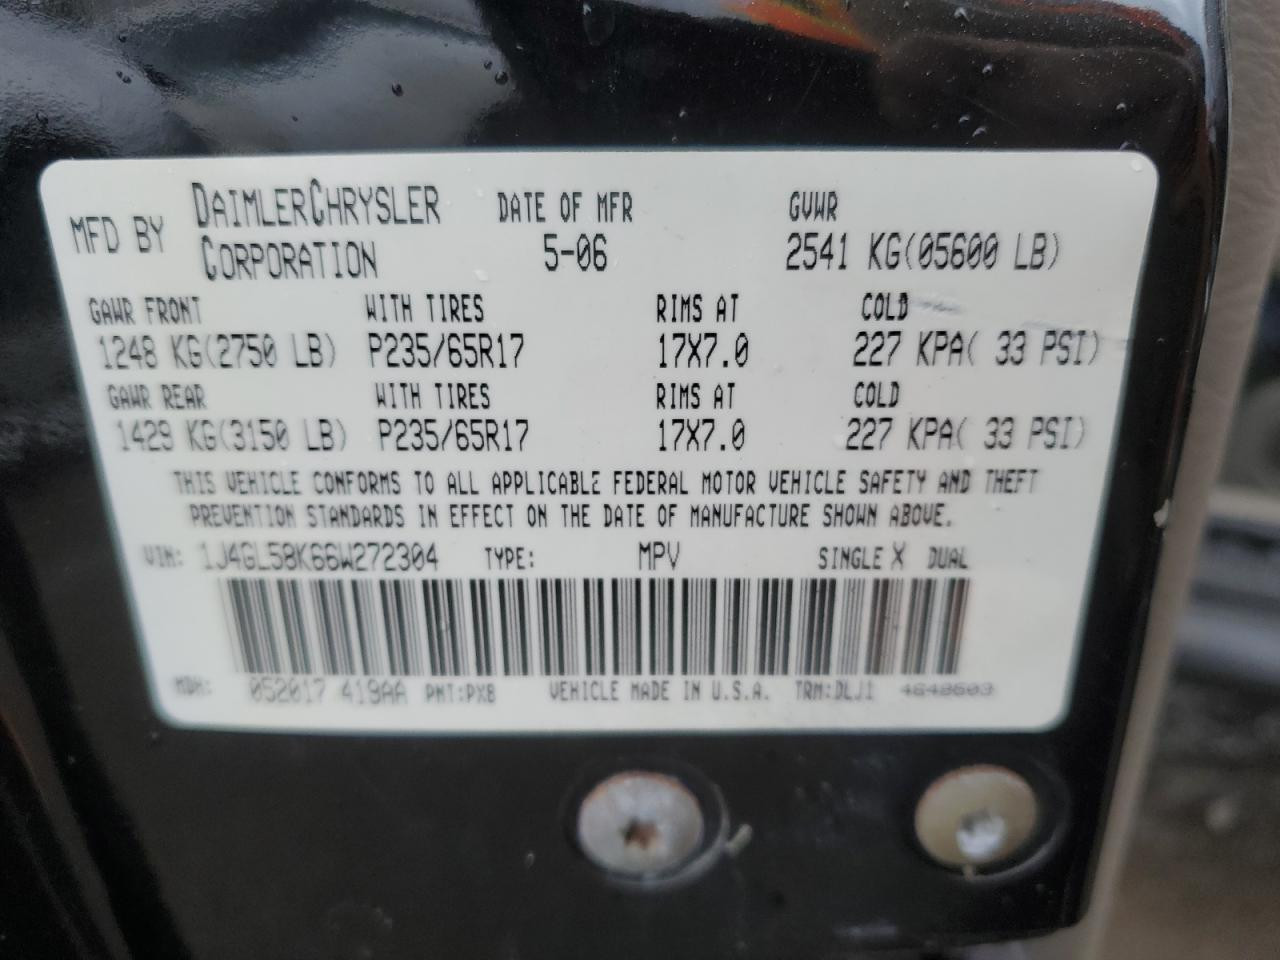 MFD BY DAIMLERCHRYSLER CORPORATION DATE OF MFR 5-06 GVWR 2541 KG(05600 LB)
GAWR FRONT WITH TIRES RIMS AT COLD
1248 KG(2750 LB) P235/65R17 17X7.0 227 KPA( 33 PSI)
GAWR REAR WITH TIRES RIMS AT COLD
1429 KG(3150 LB) P235/65R17 17X7.0 227 KPA( 33 PSI)
THIS VEHICLE CONFORMS TO ALL APPLICABLE FEDERAL MOTOR VEHICLE SAFETY AND THEFT
PREVENTION STANDARDS IN EFFECT ON THE DATE OF MANUFACTURE SHOWN ABOVE.
VIN: 1J4GL58K66W272304 TYPE: MPV SINGLE X DUAL
MDH: 052017 419AA PNT:PX8 VEHICLE MADE IN U.S.A. TRM:DLJ1